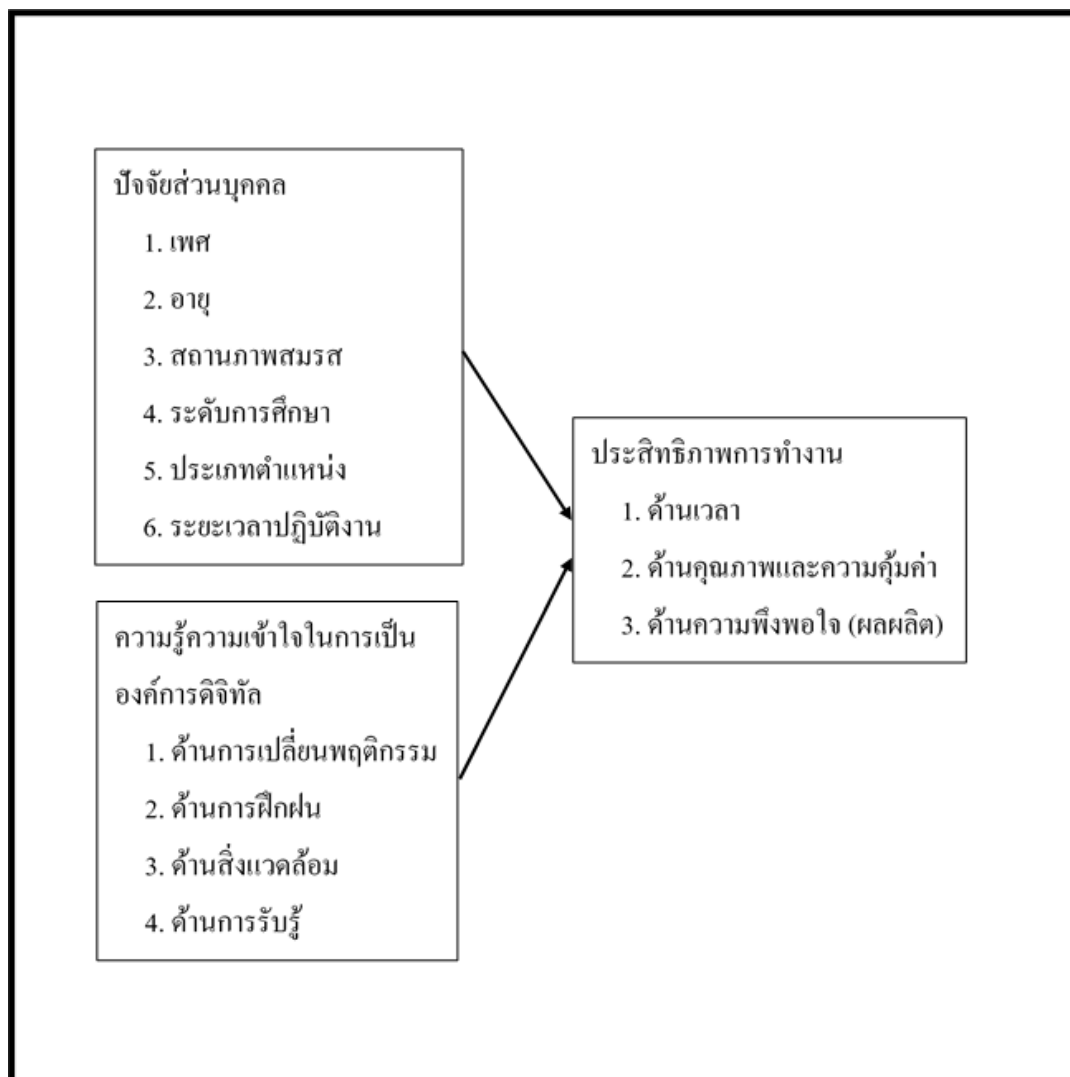 ปัจจัยส่วนบุคคล
1. เพศ
2. อายุ
3. สถานภาพสมรส
4. ระดับการศึกษา
5. ประเภทตำแหน่ง
6. ระยะเวลาปฏิบัติงาน
ความรู้ความเข้าใจในการเป็น
องค์การดิจิทัล
1. ด้านการเปลี่ยนพฤติกรรม
2. ด้านการฝึกฝน
3. ด้านสิ่งแวดล้อม
4. ด้านการรับรู้
ประสิทธิภาพการทำงาน
1. ด้านเวลา
2. ด้านคุณภาพและความคุ้มค่า
3. ด้านความพึงพอใจ (ผลผลิต)